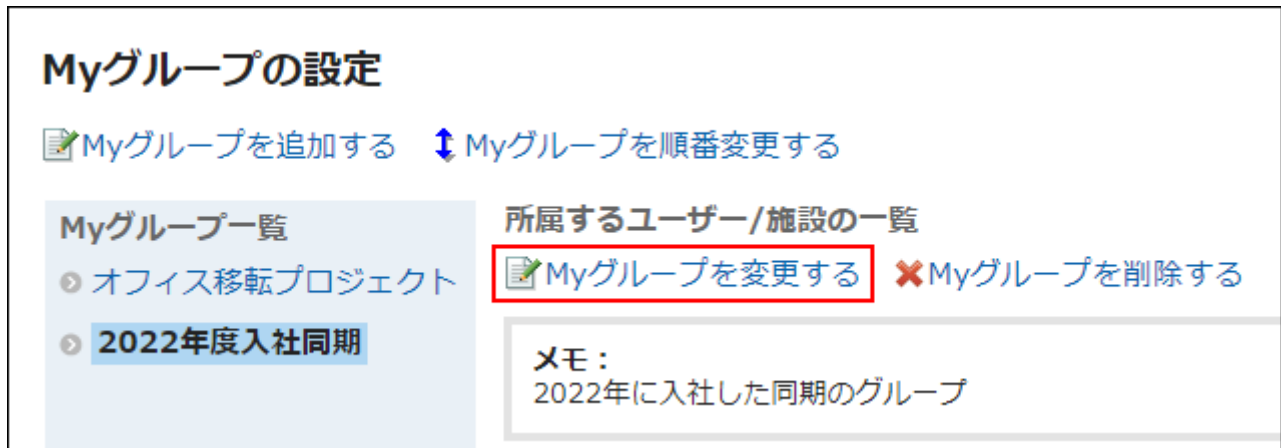 Myグループの設定
Myグループを追加する Myグループを順番変更する
Myグループ一覧
オフィス移転プロジェクト
2022年度入社同期
所属するユーザー/施設の一覧
Myグループを変更する Myグループを削除する
メモ：
2022年に入社した同期のグループ